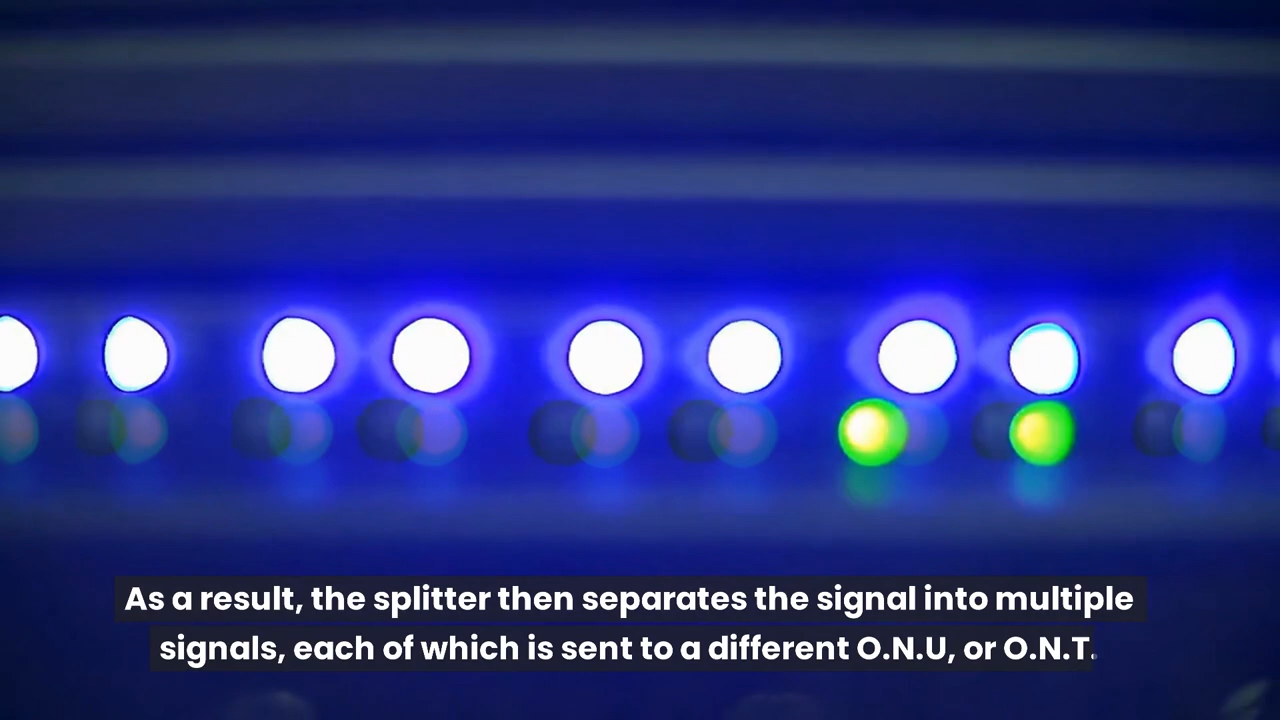 As a result, the splitter then separates the signal into multiple
signals, each of which is sent to a different O.N.U, or O.N.T.